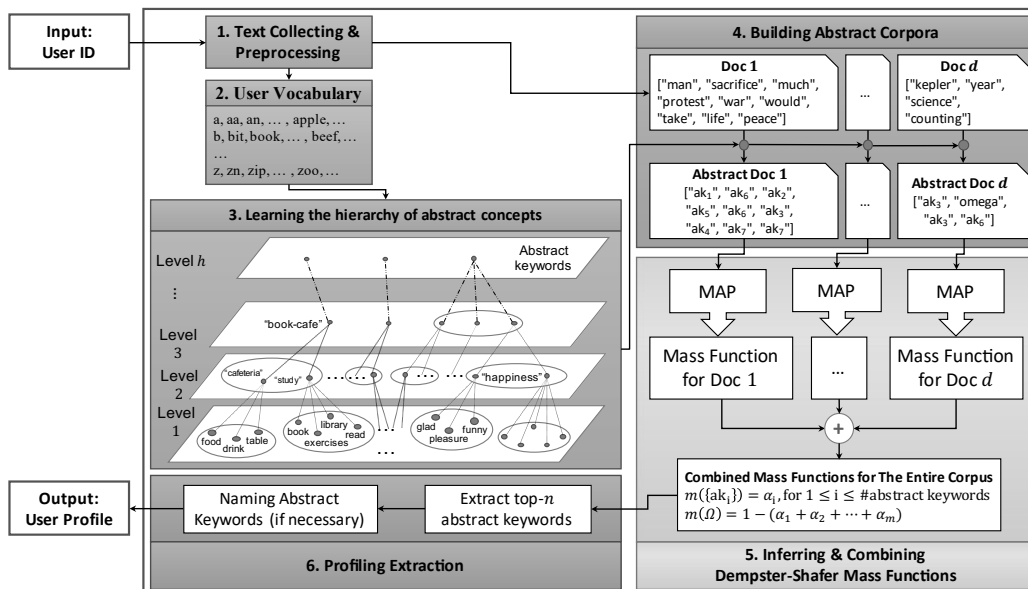 Input:
User ID
1. Text Collecting &
Preprocessing
2. User Vocabulary
a, aa, an, … , apple, …
b, bit, book, … , beef, …
…
z, zn, zip, … , zoo, …
3. Learning the hierarchy of abstract concepts
Level h
Abstract
keywords
⋮
Level
3
"book-cafe"
Level
2
"cafeteria"
"study"
"happiness"
Level
1
food
drink
table
book
library
exercises
read
glad
pleasure
funny
...
4. Building Abstract Corpora
Doc 1
["man", "sacrifice", "much",
"protest", "war", "would",
"take", "life", "peace"]
...
Doc d
["kepler", "year",
"science",
"counting"]
Abstract Doc 1
["ak1", "ak6", "ak2",
"ak5", "ak6", "ak3",
"ak4", "ak7", "ak7"]
...
Abstract Doc d
["ak3", "omega",
"ak3", "ak6"]
MAP
MAP
MAP
Mass Function
for Doc 1
...
Mass Function
for Doc d
+
Combined Mass Functions for The Entire Corpus
m({ak_i}) = α_i, for 1 ≤ i ≤ #abstract keywords
m(Ω) = 1 − (α_1 + α_2 + ⋯ + α_m)
5. Inferring & Combining
Dempster-Shafer Mass Functions
Extract top-n
abstract keywords
Naming Abstract
Keywords (if necessary)
6. Profiling Extraction
Output:
User Profile